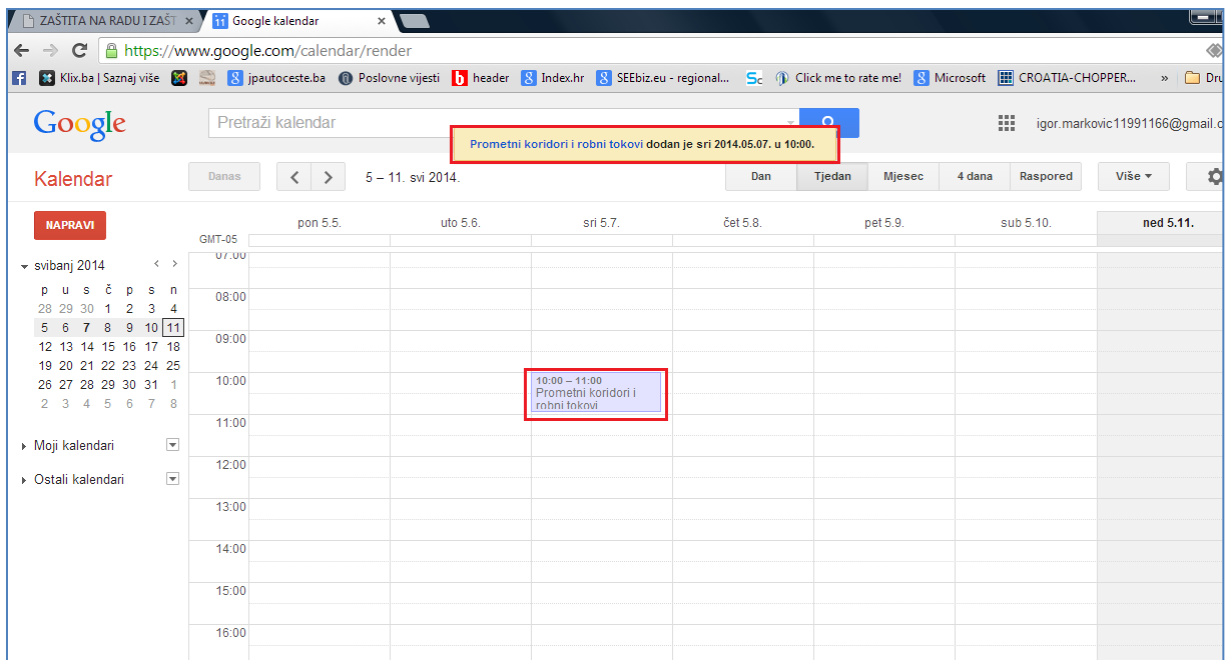 ZAŠTITA NA RADU I ZAŠT
Google kalendar
https://www.google.com/calendar/render
Klix.ba | Saznaj više
jpautoceste.ba
Poslovne vijesti
header
Index.hr
SEEbiz.eu - regional...
Click me to rate me!
Microsoft
CROATIA-CHOPPER...
»
Dru
Google
Pretraži kalendar
igor.markovic11991166@gmail.c
Prometni koridori i robni tokovi dodan je sri 2014.05.07. u 10:00.
Kalendar
Danas
5 – 11. svi 2014.
Dan
Tjedan
Mjesec
4 dana
Raspored
Više
NAPRAVI
pon 5.5.
uto 5.6.
sri 5.7.
čet 5.8.
pet 5.9.
sub 5.10.
ned 5.11.
GMT-05
svibanj 2014
p u s č p s n
28 29 30 1 2 3 4
5 6 7 8 9 10 11
12 13 14 15 16 17 18
19 20 21 22 23 24 25
26 27 28 29 30 31 1
2 3 4 5 6 7 8
Moji kalendari
Ostali kalendari
07:00
08:00
09:00
10:00
10:00 – 11:00
Prometni koridori i
robni tokovi
11:00
12:00
13:00
14:00
15:00
16:00